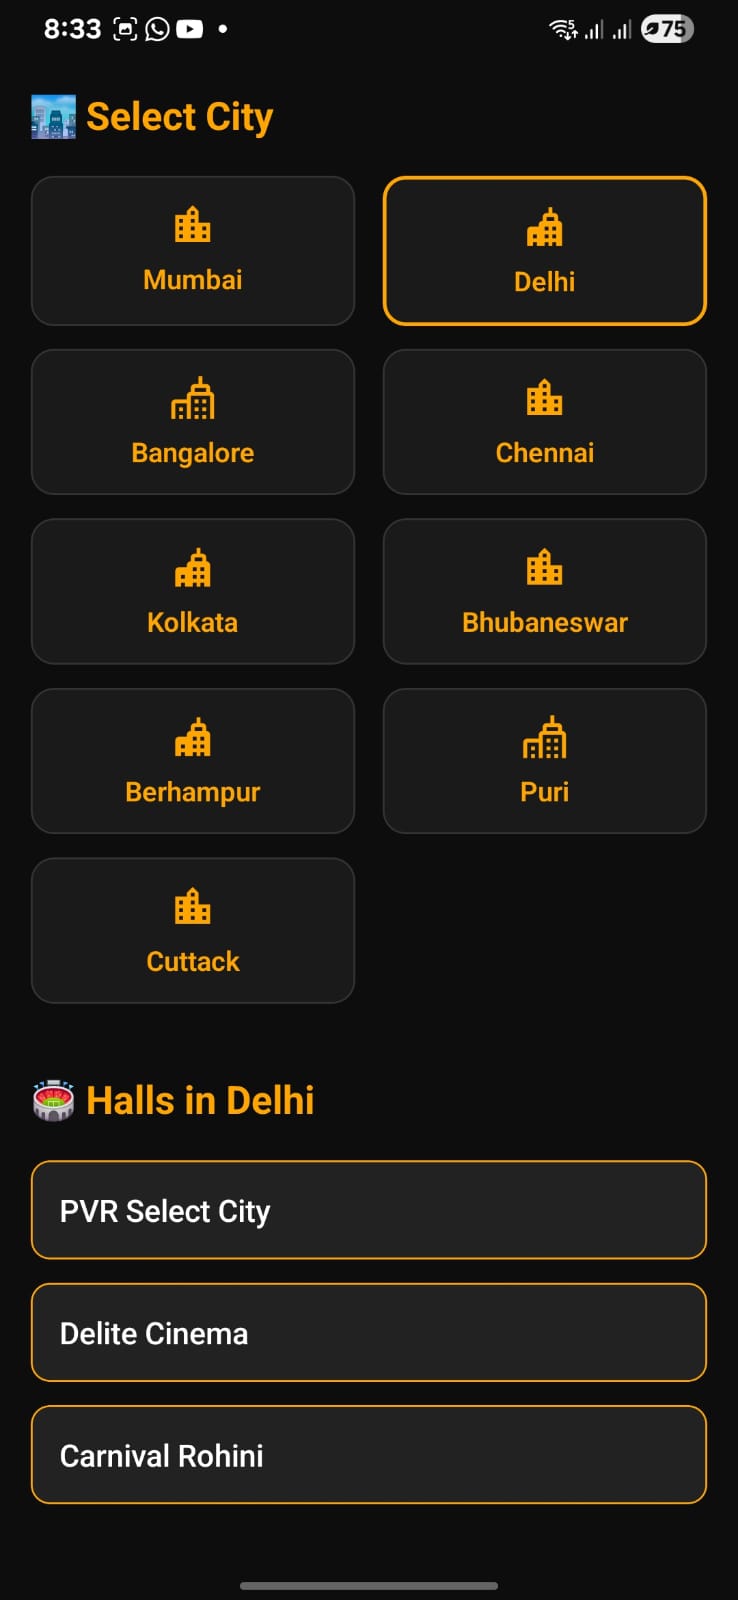 8:33
75
Select City
Mumbai
Delhi
Bangalore
Chennai
Kolkata
Bhubaneswar
Berhampur
Puri
Cuttack
Halls in Delhi
PVR Select City
Delite Cinema
Carnival Rohini